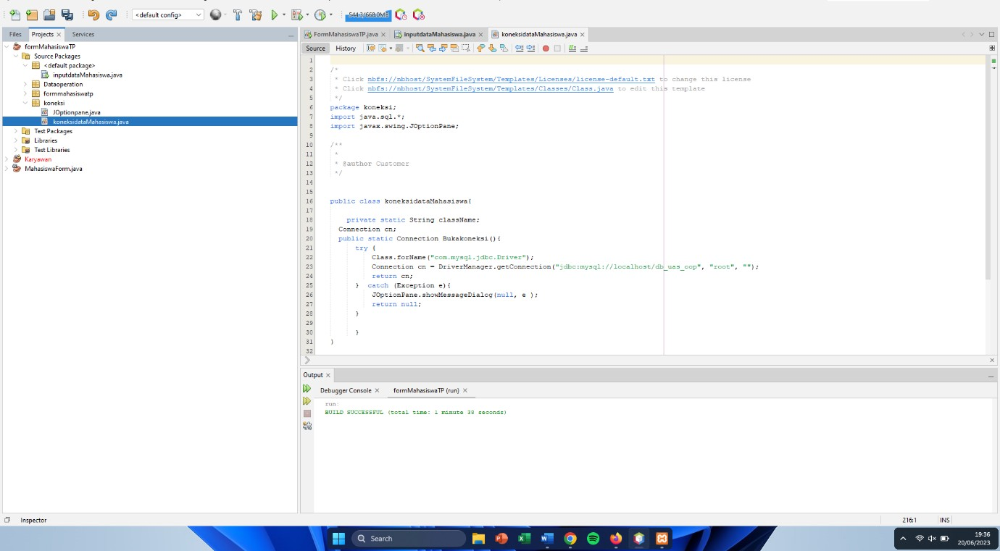 <default config>
544.3/668.0MB
Files Projects Services
formMahasiswaTP
Source Packages
<default package>
inputdataMahasiswa.java
Dataoperation
formmahasiswatp
koneksi
JOptionpane.java
koneksidataMahasiswa.java
Test Packages
Libraries
Test Libraries
Karyawan
MahasiswaForm.java
FormMahasiswaTP.java inputdataMahasiswa.java koneksidataMahasiswa.java
Source History
1
2 /*
3 * Click nbfs://nbhost/SystemFileSystem/Templates/Licenses/license-default.txt to change this license
4 * Click nbfs://nbhost/SystemFileSystem/Templates/Classes/Class.java to edit this template
5 */
6 package koneksi;
7 import java.sql.*;
8 import javax.swing.JOptionPane;
9
10 /**
11 *
12 * @author Customer
13 */
14
15
16 public class koneksidataMahasiswa{
17
18 private static String className;
19 Connection cn;
20 public static Connection Bukakoneksi(){
21 try {
22 Class.forName("com.mysql.jdbc.Driver");
23 Connection cn = DriverManager.getConnection("jdbc:mysql://localhost/db_uas_oop", "root", "");
24 return cn;
25 } catch (Exception e){
26 JOptionPane.showMessageDialog(null, e );
27 return null;
28 }
29
30 }
31 }
32
Output
Debugger Console formMahasiswaTP (run)
run:
BUILD SUCCESSFUL (total time: 1 minute 38 seconds)
Inspector
216:1 INS
Search
19:36
20/06/2023